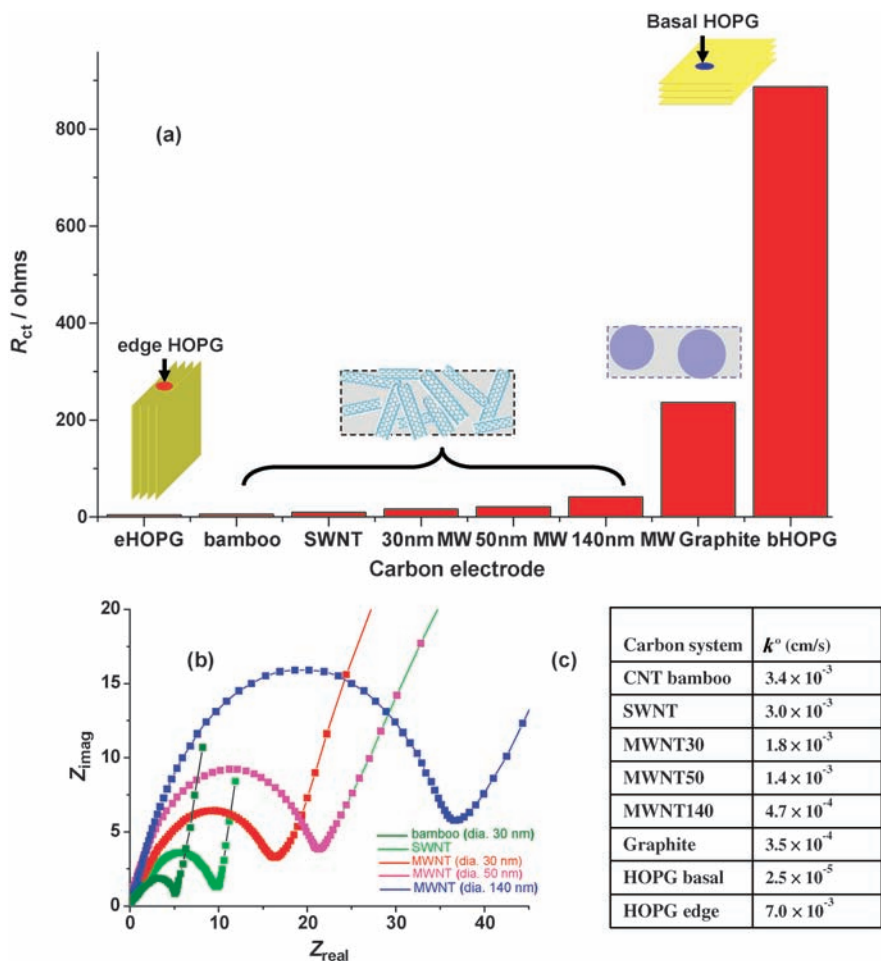 Basal HOPG
(a)
800
600
400
200
0
R_ct / ohms
edge HOPG
eHOPG bamboo SWNT 30nm MW 50nm MW 140nm MW Graphite bHOPG
Carbon electrode
(b)
20
15
10
5
0
Z_imag
bamboo (dia. 30 nm)
SWNT
MWNT (dia. 30 nm)
MWNT (dia. 50 nm)
MWNT (dia. 140 nm)
0 10 20 30 40
Z_real
(c)
Carbon system k° (cm/s)
CNT bamboo 3.4 × 10⁻³
SWNT 3.0 × 10⁻³
MWNT30 1.8 × 10⁻³
MWNT50 1.4 × 10⁻³
MWNT140 4.7 × 10⁻⁴
Graphite 3.5 × 10⁻⁴
HOPG basal 2.5 × 10⁻⁵
HOPG edge 7.0 × 10⁻³